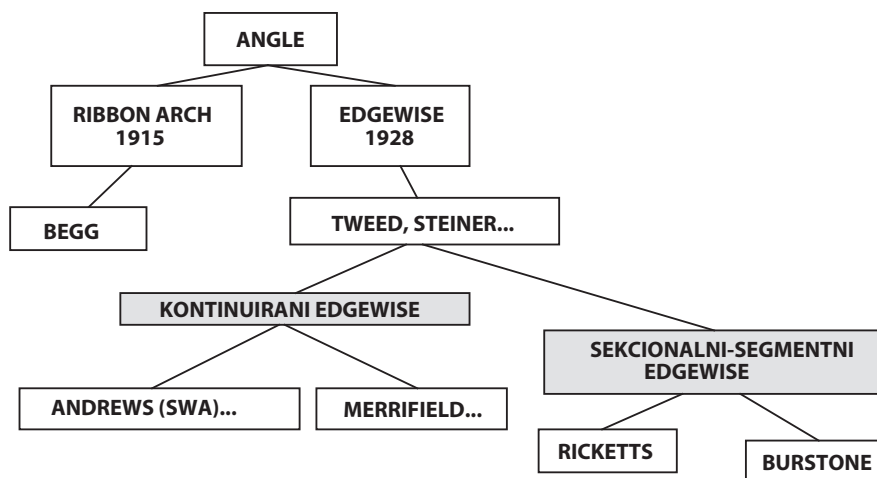 ANGLE
RIBBON ARCH
1915
EDGEWISE
1928
BEGG
TWEED, STEINER...
KONTINUIRANI EDGEWISE
SEKCIONALNI-SEGMENTNI
EDGEWISE
ANDREWS (SWA)...
MERRIFIELD...
RICKETTS
BURSTONE